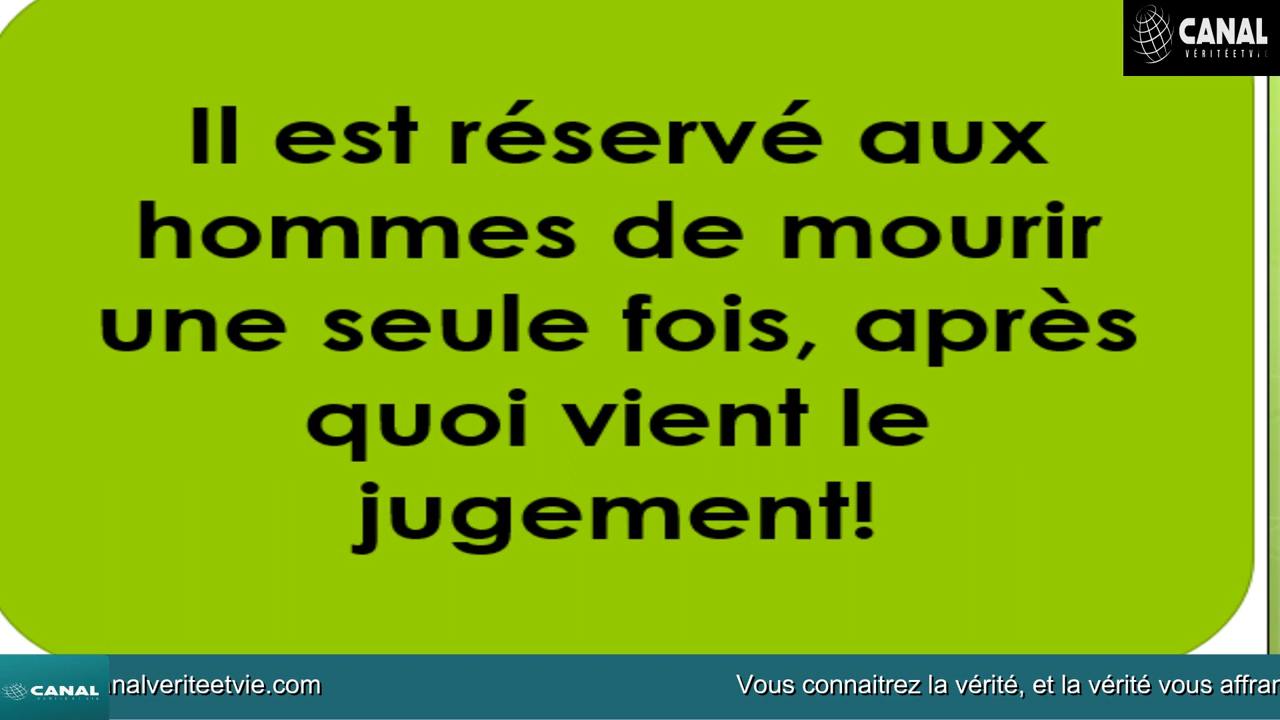 CANAL
VÉRITÉETVIE
Il est réservé aux
hommes de mourir
une seule fois, après
quoi vient le
jugement!
CANAL
nalveriteetvie.com
Vous connaitrez la vérité, et la vérité vous affran